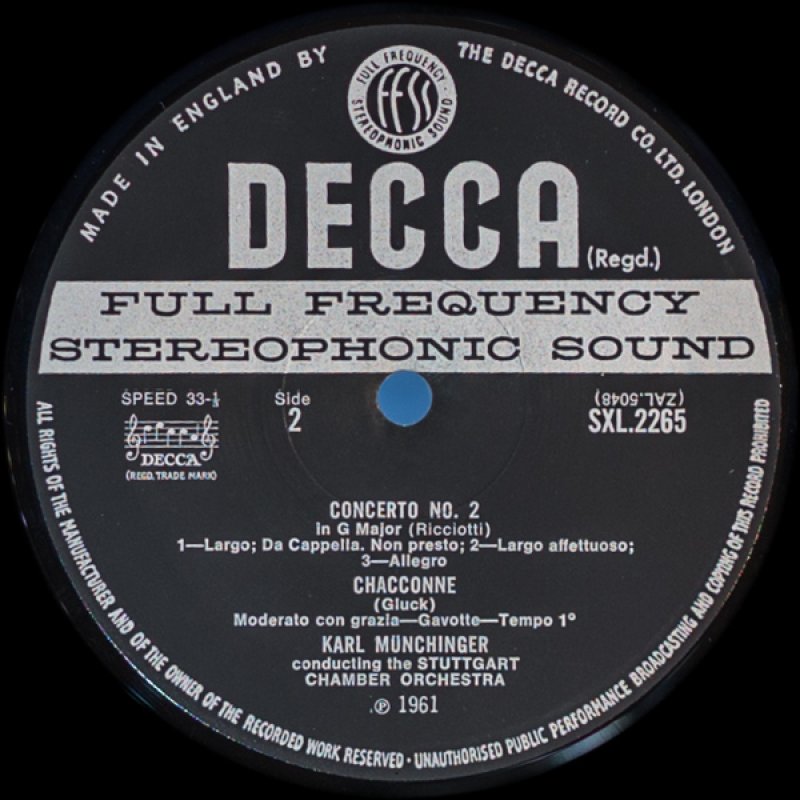 MADE IN ENGLAND BY
THE DECCA RECORD CO. LTD. LONDON
FULL FREQUENCY
ffss
STEREOPHONIC SOUND
DECCA (Regd.)
FULL FREQUENCY
STEREOPHONIC SOUND
SPEED 33-⅓
Side
2
(ZAL.5048)
SXL.2265
DECCA
(REGD. TRADE MARK)
CONCERTO NO. 2
in G Major (Ricciotti)
1—Largo; Da Cappella. Non presto; 2—Largo affettuoso;
3—Allegro
CHACCONNE
(Gluck)
Moderato con grazia—Gavotte—Tempo 1°
KARL MÜNCHINGER
conducting the STUTTGART
CHAMBER ORCHESTRA
℗ 1961
ALL RIGHTS OF THE MANUFACTURER AND OF THE OWNER OF THE RECORDED WORK RESERVED · UNAUTHORISED PUBLIC PERFORMANCE BROADCASTING AND COPYING OF THIS RECORD PROHIBITED